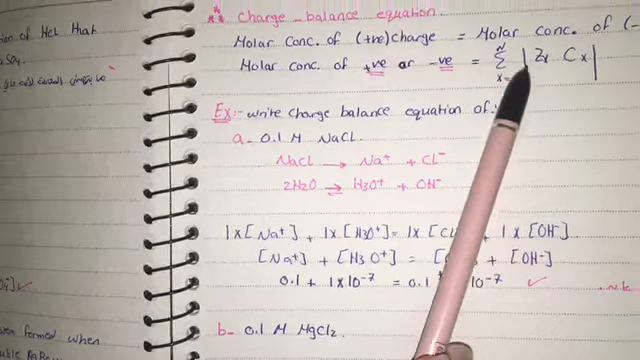 ** Charge - balance equation.
Molar Conc. of (+ve) charge = Molar conc. of (-
Molar Conc. of +ve or -ve = Σ | Zx Cx |
N
x=
Ex:- write charge balance equation of:
a- 0.1 M NaCl
NaCl → Na+ + Cl-
2H2O ⇌ H3O+ + OH-
1x[Na+] + 1x[H3O+] = 1x[Cl + 1x[OH-]
[Na+] + [H3O+] = [ + [OH-]
0.1 + 1x10-7 = 0.1 10-7 ✓
b- 0.1 M MgCl2.
tion of HCl that
✓
formed when